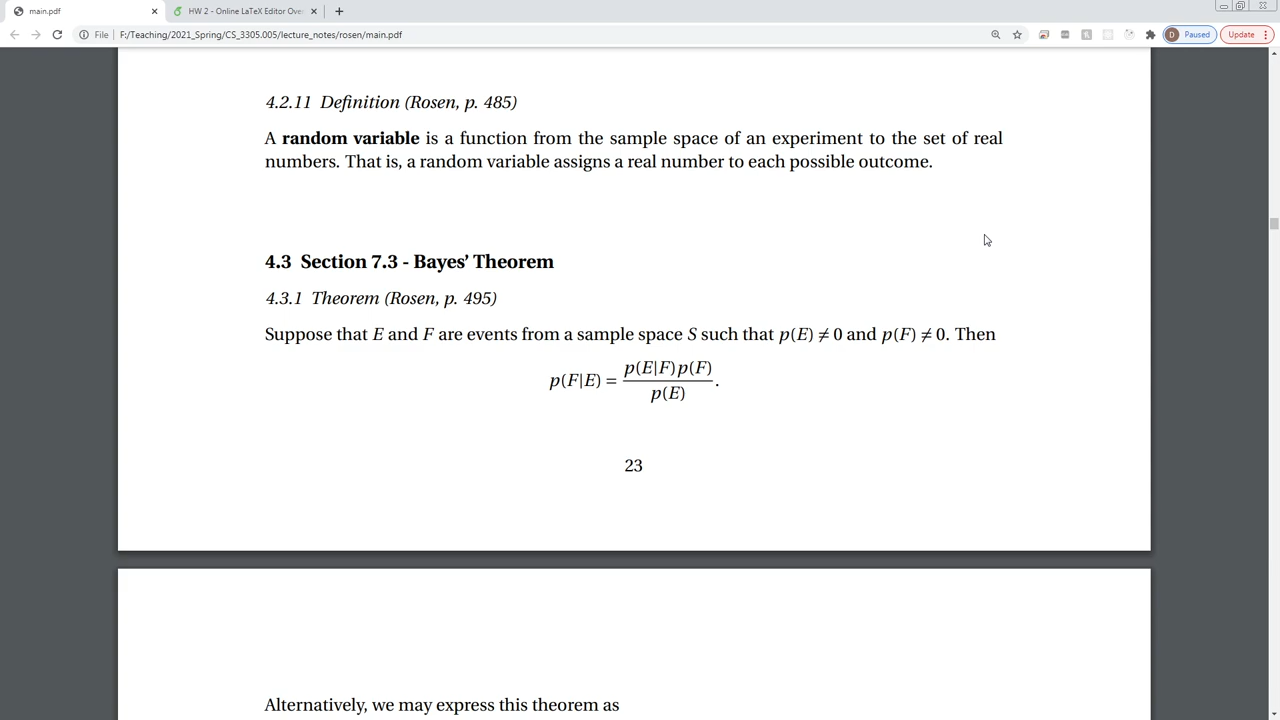 main.pdf
HW 2 - Online LaTeX Editor Over
File
F:/Teaching/2021_Spring/CS_3305.005/lecture_notes/rosen/main.pdf
D
Paused
Update
4.2.11 Definition (Rosen, p. 485)
A random variable is a function from the sample space of an experiment to the set of real
numbers. That is, a random variable assigns a real number to each possible outcome.
4.3 Section 7.3 - Bayes’ Theorem
4.3.1 Theorem (Rosen, p. 495)
Suppose that E and F are events from a sample space S such that p(E) ≠ 0 and p(F) ≠ 0. Then
p(F|E) = p(E|F)p(F) / p(E).
23
Alternatively, we may express this theorem as